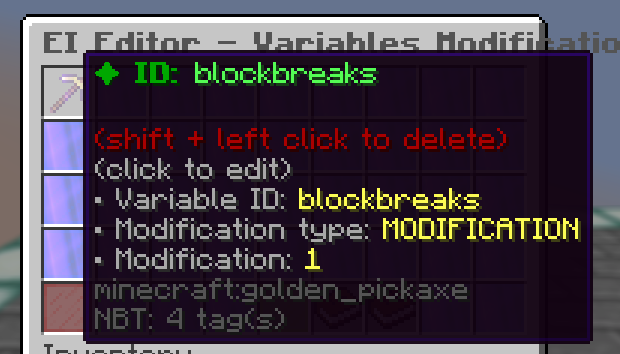 EI Editor - Variables Modificatio
✦ ID: blockbreaks
(shift + left click to delete)
(click to edit)
• Variable ID: blockbreaks
• Modification type: MODIFICATION
• Modification: 1
minecraft:golden_pickaxe
NBT: 4 tag(s)
Inventory